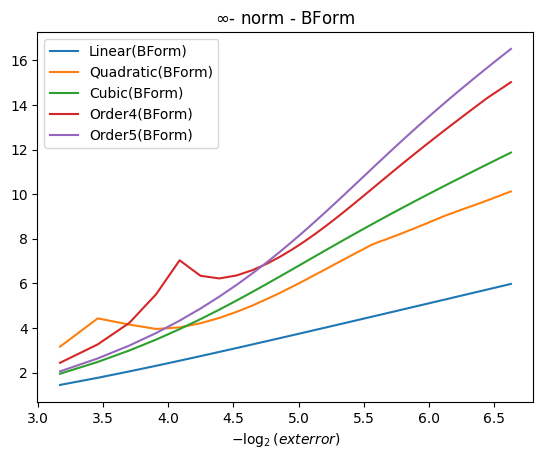 ∞- norm - BForm
Linear(BForm)
Quadratic(BForm)
Cubic(BForm)
Order4(BForm)
Order5(BForm)
16
14
12
10
8
6
4
2
3.0 3.5 4.0 4.5 5.0 5.5 6.0 6.5
−log₂(exterror)